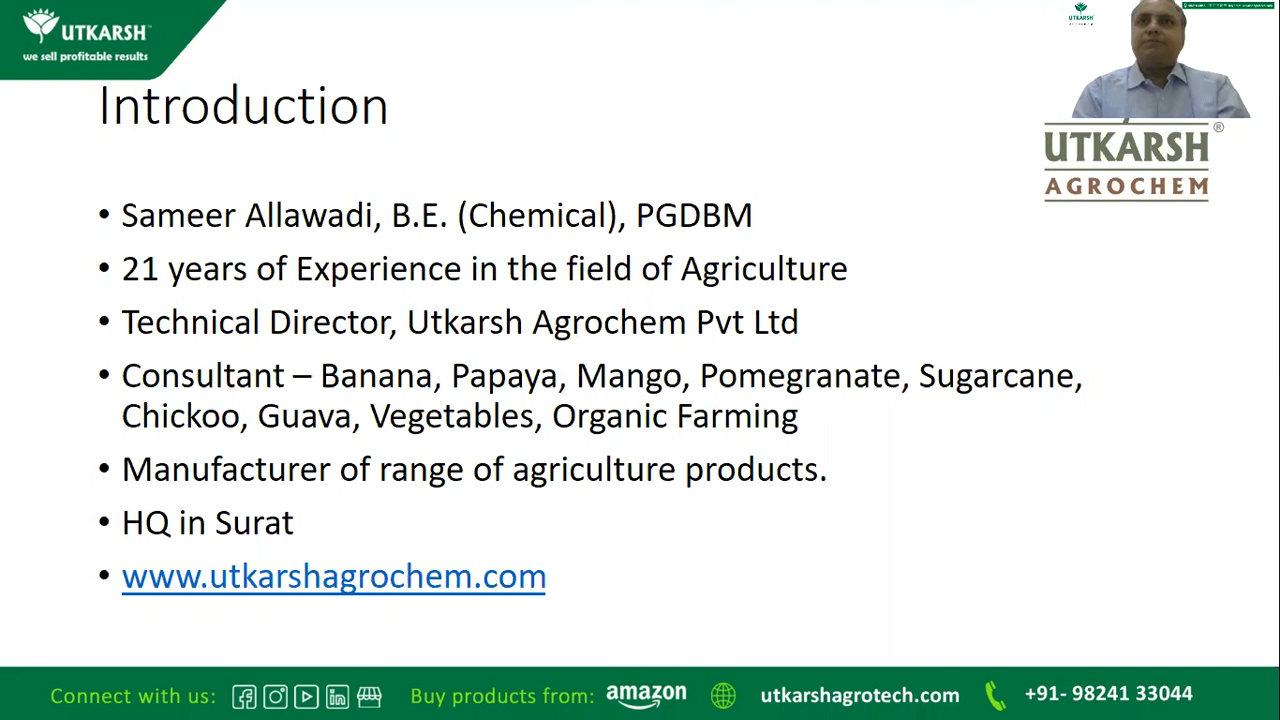 UTKARSH™
we sell profitable results
UTKARSH
Introduction
UTKARSH®
AGROCHEM
• Sameer Allawadi, B.E. (Chemical), PGDBM
• 21 years of Experience in the field of Agriculture
• Technical Director, Utkarsh Agrochem Pvt Ltd
• Consultant – Banana, Papaya, Mango, Pomegranate, Sugarcane,
Chickoo, Guava, Vegetables, Organic Farming
• Manufacturer of range of agriculture products.
• HQ in Surat
• www.utkarshagrochem.com
Connect with us: Buy products from: amazon utkarshagrotech.com +91- 98241 33044